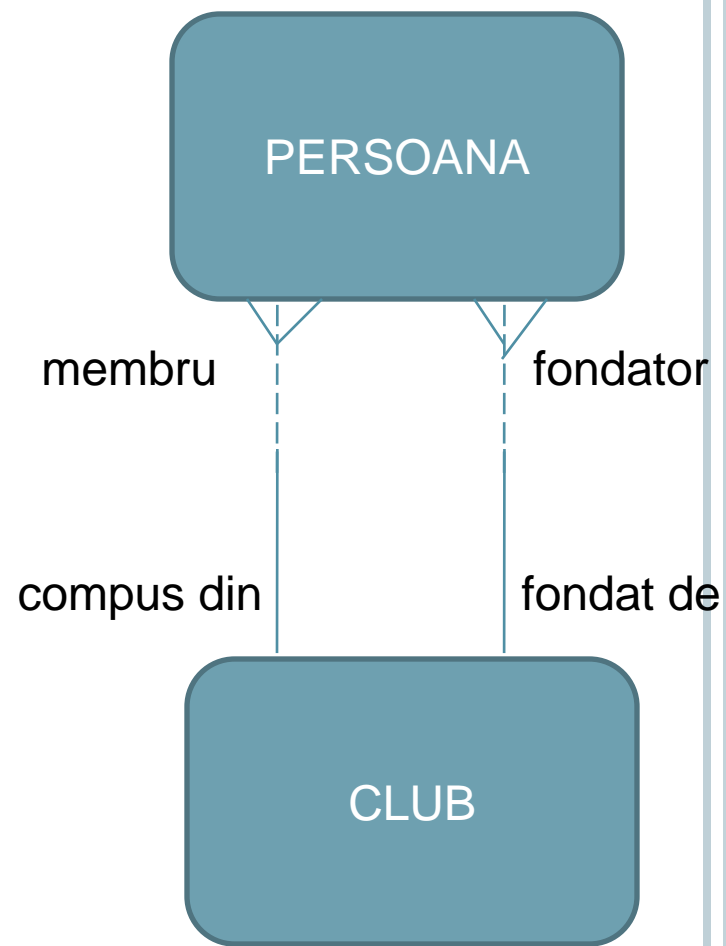 PERSOANA
membru
fondator
compus din
fondat de
CLUB